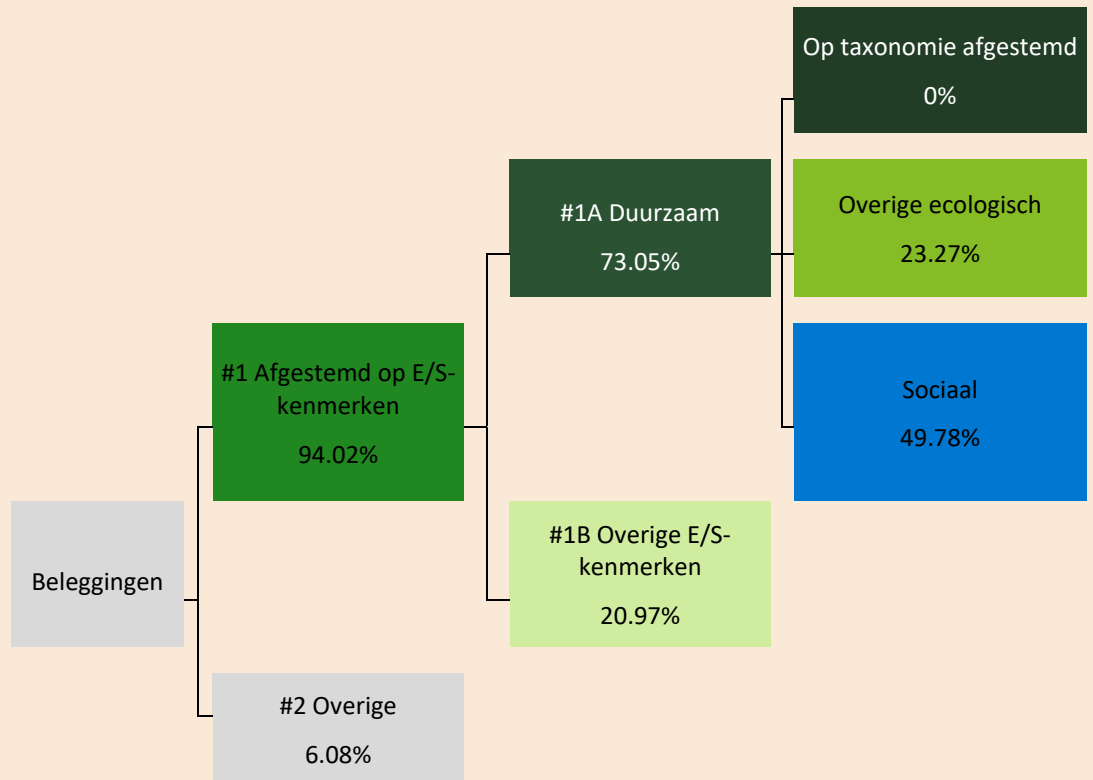 Op taxonomie afgestemd
0%
#1A Duurzaam
73.05%
Overige ecologisch
23.27%
#1 Afgestemd op E/S-
kenmerken
94.02%
Sociaal
49.78%
Beleggingen
#1B Overige E/S-
kenmerken
20.97%
#2 Overige
6.08%